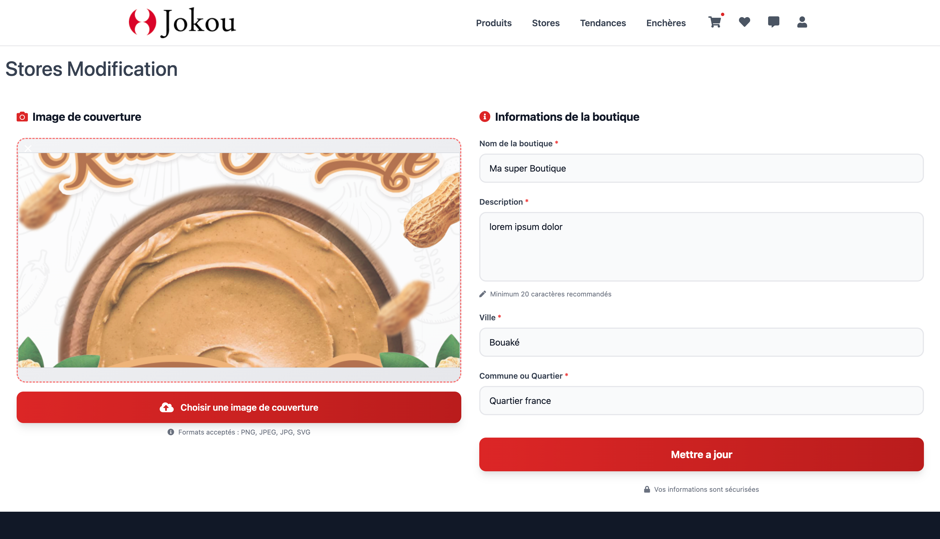 Jokou
Produits
Stores
Tendances
Enchères
Stores Modification
Image de couverture
Choisir une image de couverture
Formats acceptés : PNG, JPEG, JPG, SVG
Informations de la boutique
Nom de la boutique *
Ma super Boutique
Description *
lorem ipsum dolor
Minimum 20 caractères recommandés
Ville *
Bouaké
Commune ou Quartier *
Quartier france
Mettre a jour
Vos informations sont sécurisées